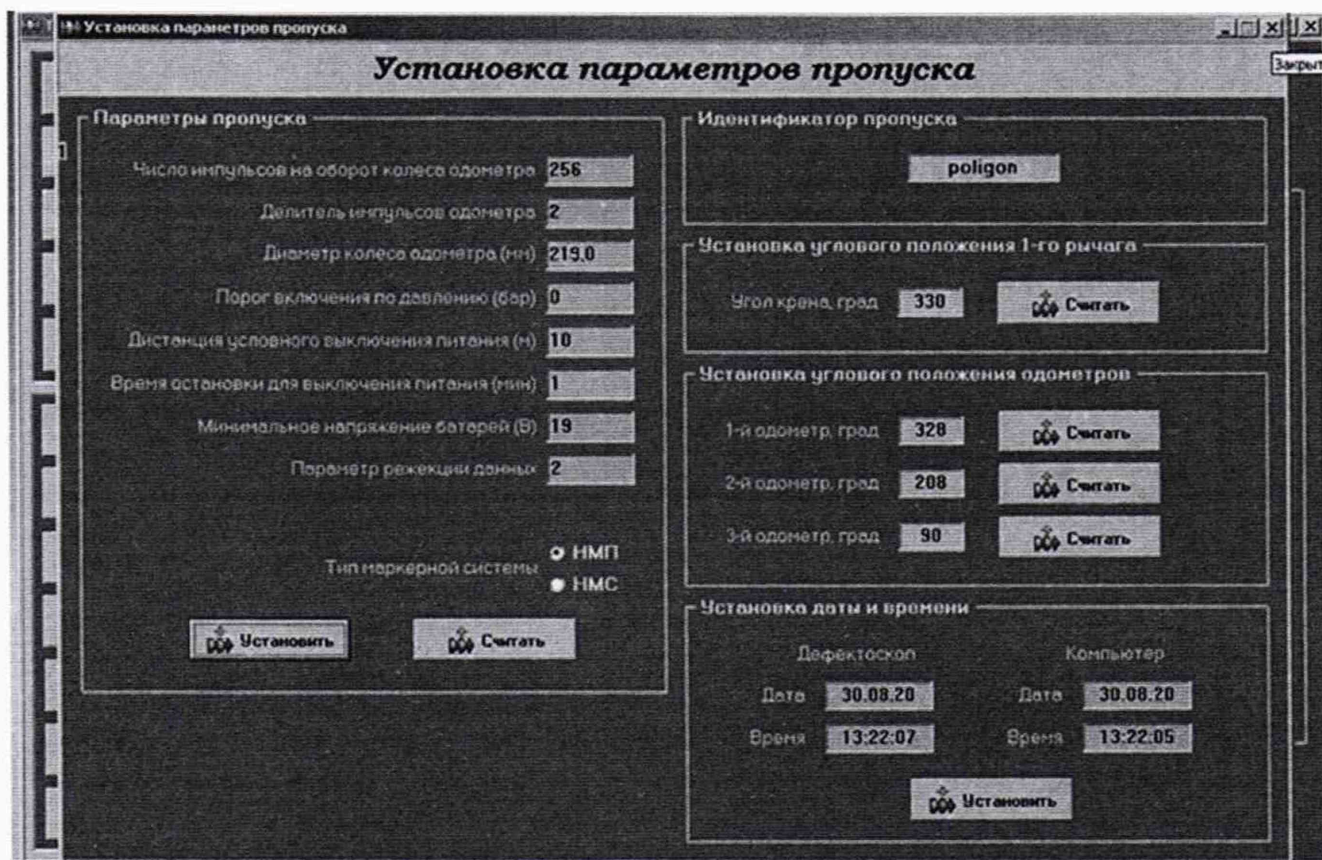 Установка параметров пропуска
Закрыт
Установка параметров пропуска
Параметры пропуска
Число импульсов на оборот колеса одометра 256
Делитель импульсов одометра 2
Диаметр колеса одометра (мм) 219.0
Порог включения по давлению (бар) 0
Дистанция условного выключения питания (м) 10
Время остановки для выключения питания (мин) 1
Минимальное напряжение батарей (В) 19
Параметр режекции данных 2
Тип маркерной системы
НМП
НМС
Установить
Считать
Идентификатор пропуска
poligon
Установка углового положения 1-го рычага
Угол крена, град 330 Считать
Установка углового положения одометров
1-й одометр, град 328 Считать
2-й одометр, град 208 Считать
3-й одометр, град 90 Считать
Установка даты и времени
Дефектоскоп Компьютер
Дата 30.08.20 Дата 30.08.20
Время 13:22:07 Время 13:22:05
Установить